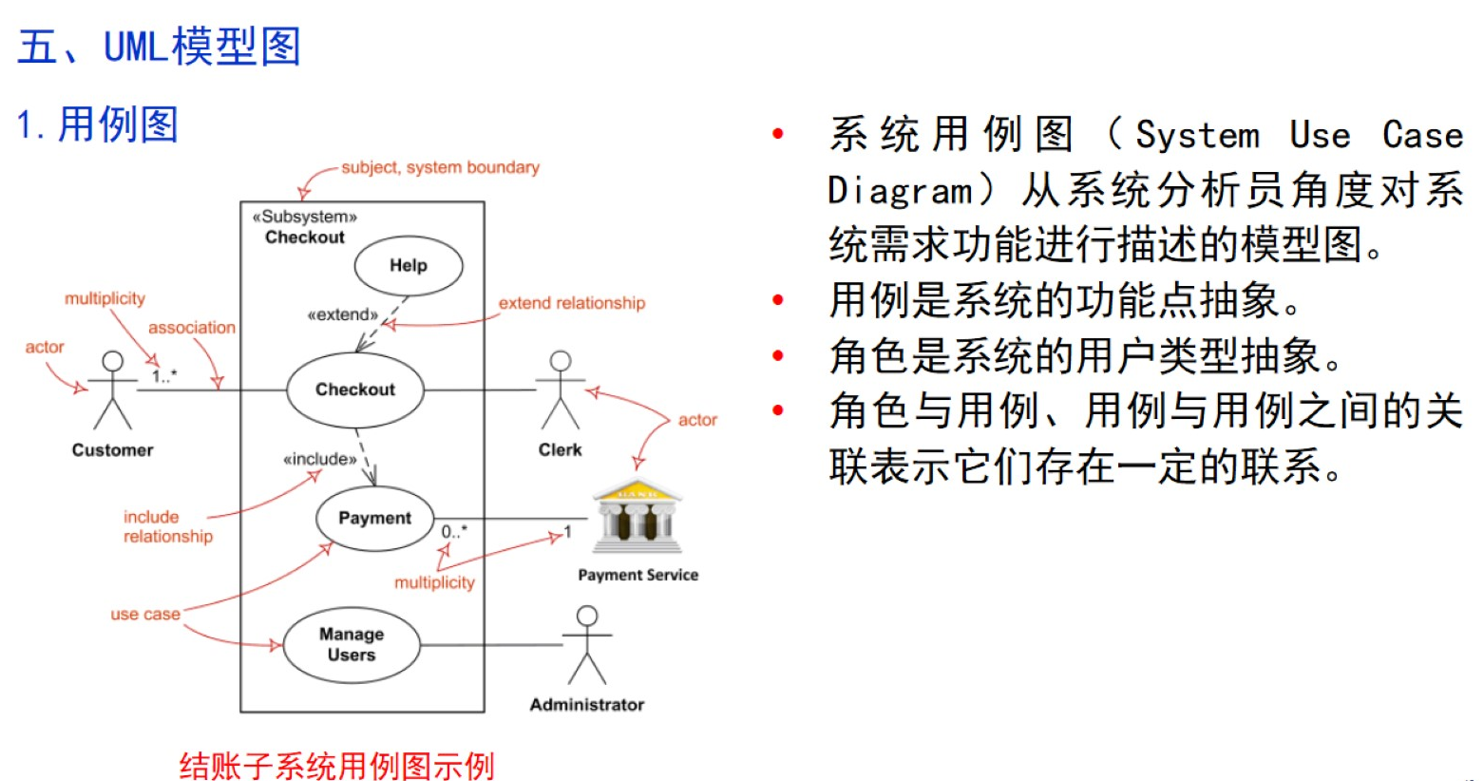 五、UML模型图
1.用例图
subject, system boundary
«Subsystem»
Checkout
Help
multiplicity
«extend»
extend relationship
association
actor
1..*
Checkout
actor
Customer
Clerk
«include»
include
relationship
Payment
0..*
1
BANK
multiplicity
Payment Service
use case
Manage
Users
Administrator
结账子系统用例图示例
• 系统用例图（System Use Case
Diagram）从系统分析员角度对系
统需求功能进行描述的模型图。
• 用例是系统的功能点抽象。
• 角色是系统的用户类型抽象。
• 角色与用例、用例与用例之间的关
联表示它们存在一定的联系。